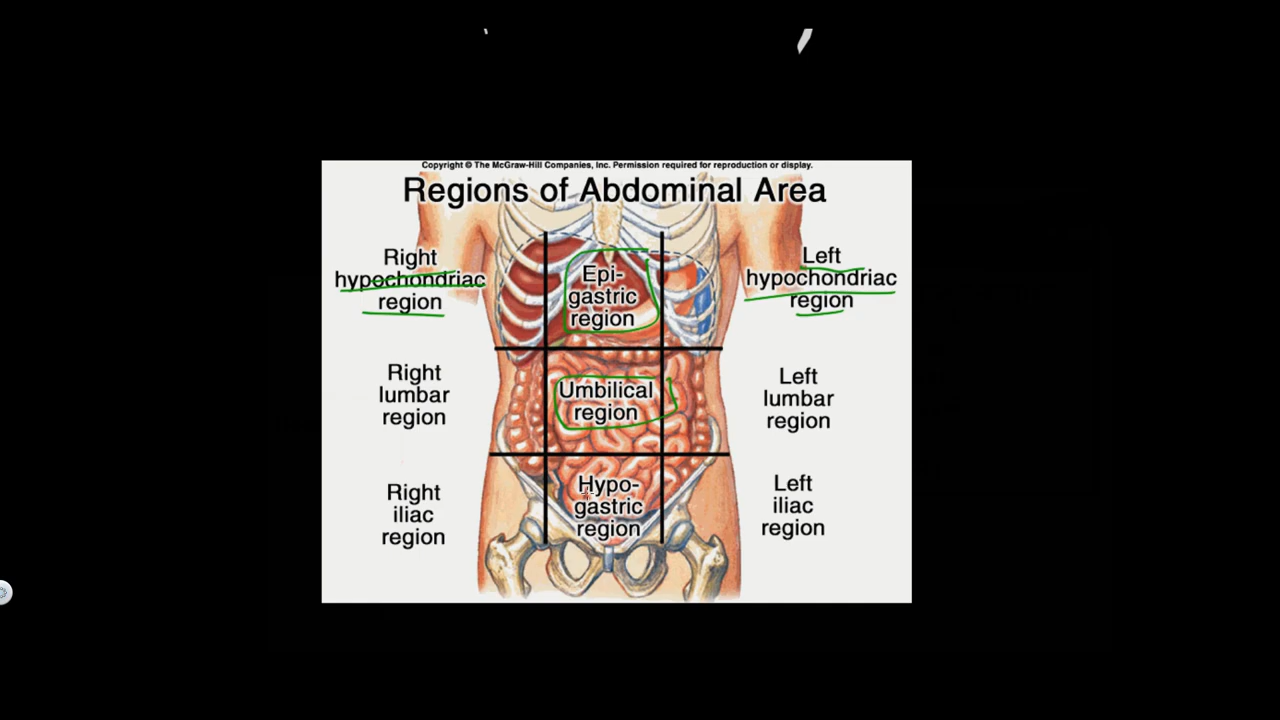 Copyright © The McGraw-Hill Companies, Inc. Permission required for reproduction or display.
Regions of Abdominal Area
Right
hypochondriac
region
Epi-
gastric
region
Left
hypochondriac
region
Right
lumbar
region
Umbilical
region
Left
lumbar
region
Right
iliac
region
Hypo-
gastric
region
Left
iliac
region